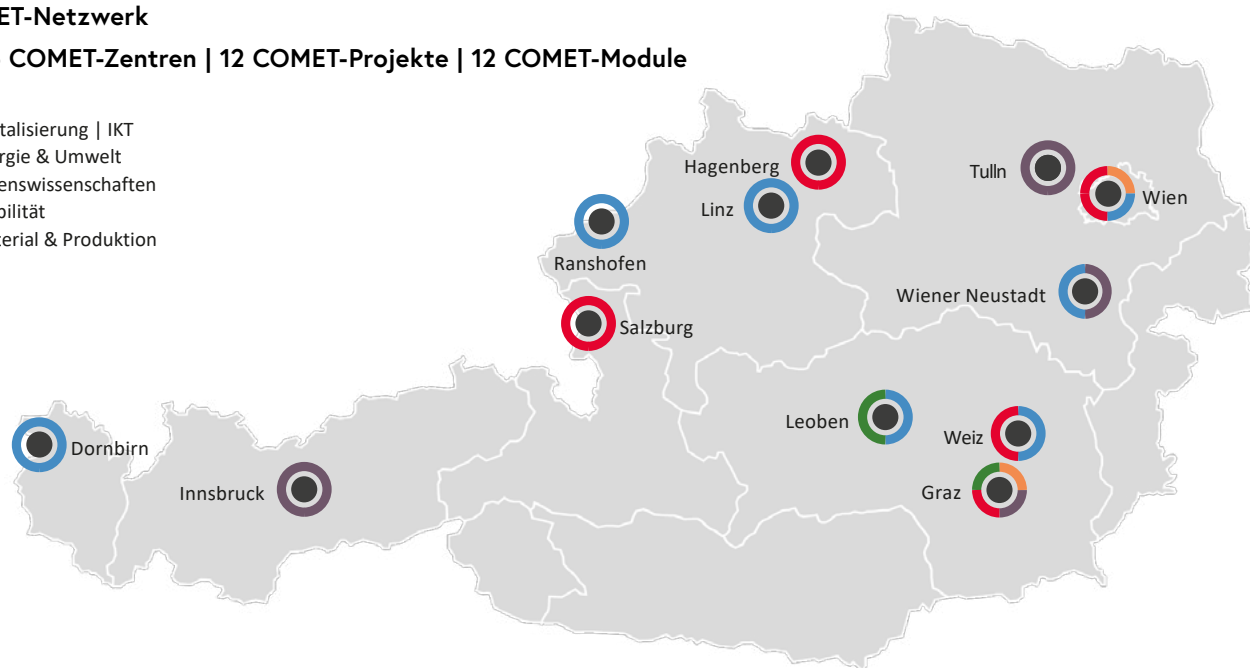 ET-Netzwerk
COMET-Zentren | 12 COMET-Projekte | 12 COMET-Module
talisierung | IKT
rgie & Umwelt
enswissenschaften
bilität
terial & Produktion
Hagenberg
Linz
Tulln
Wien
Ranshofen
Wiener Neustadt
Salzburg
Leoben
Weiz
Dornbirn
Innsbruck
Graz